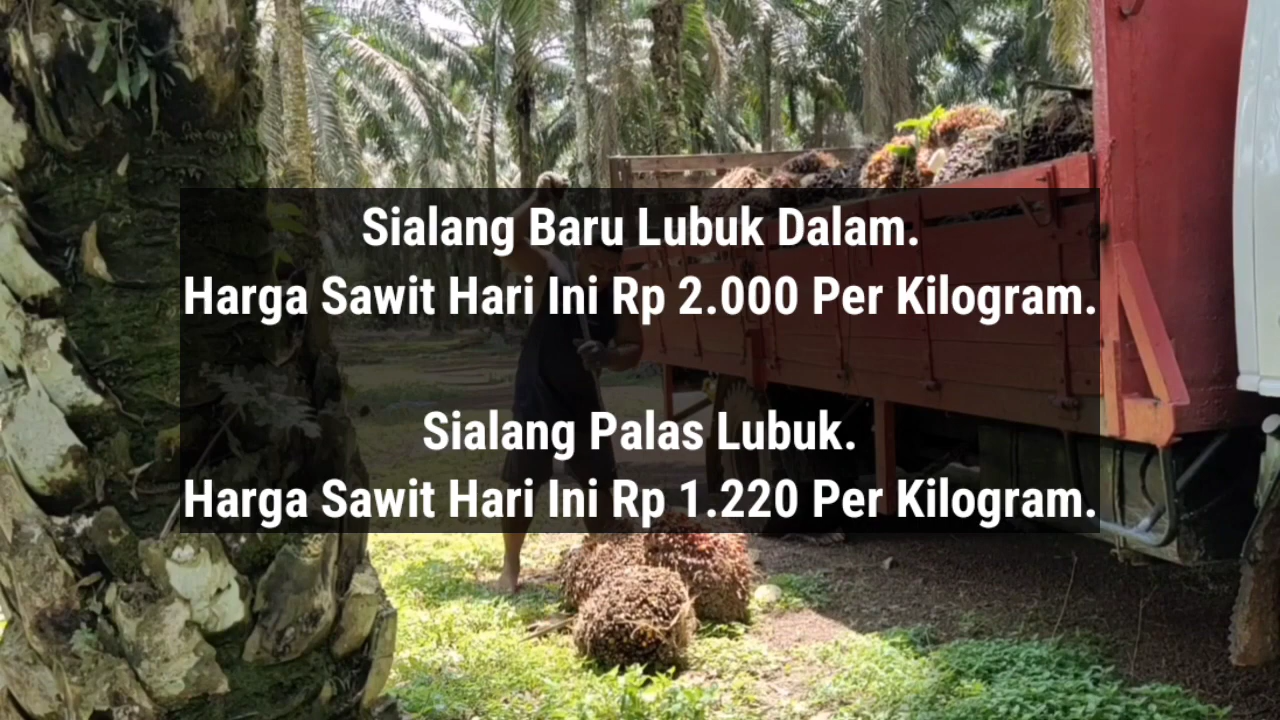 Sialang Baru Lubuk Dalam.
Harga Sawit Hari Ini Rp 2.000 Per Kilogram.
Sialang Palas Lubuk.
Harga Sawit Hari Ini Rp 1.220 Per Kilogram.